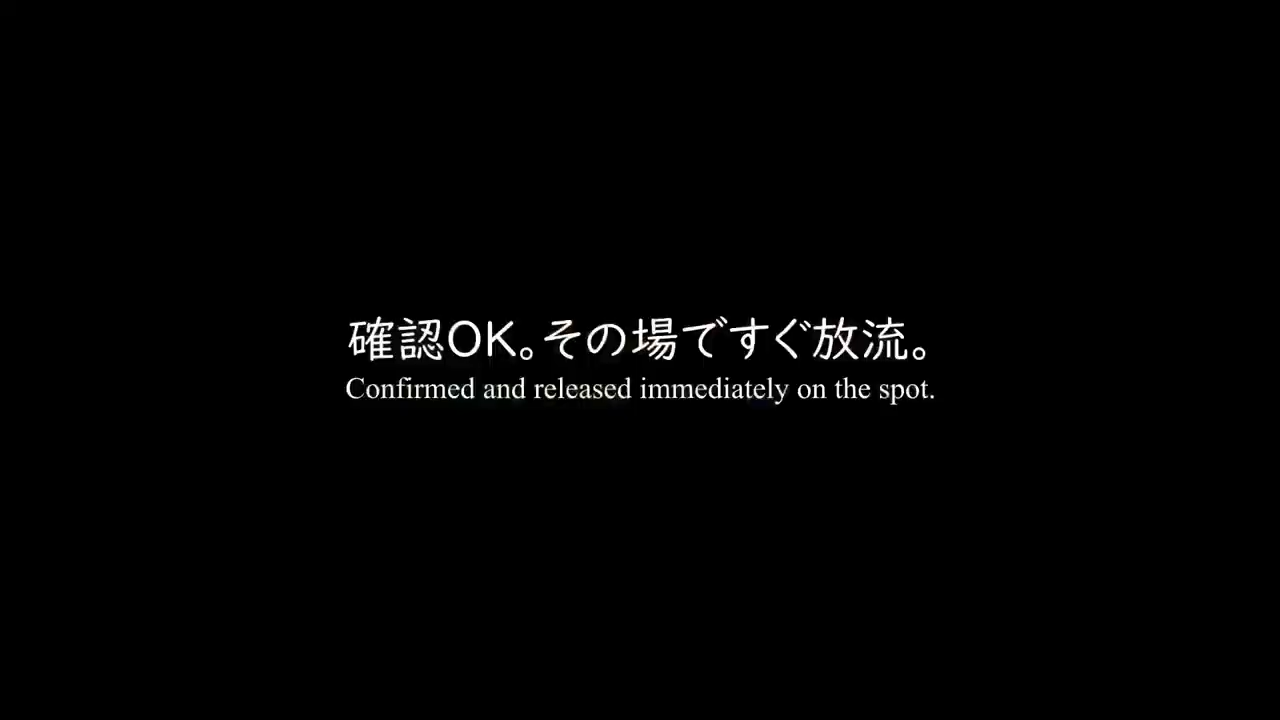 確認OK。その場ですぐ放流。
Confirmed and released immediately on the spot.